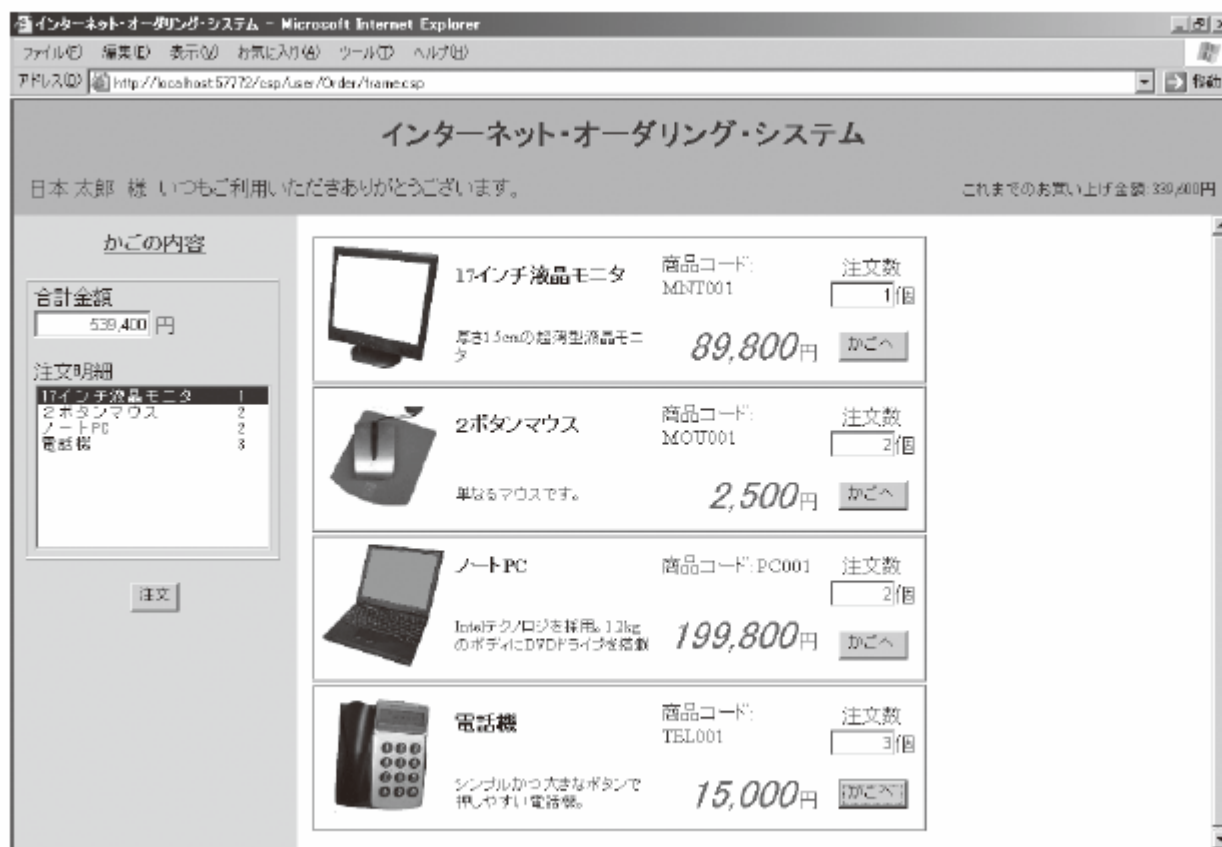 インターネット・オーダリング・システム - Microsoft Internet Explorer
ファイル(F) 編集(E) 表示(V) お気に入り(A) ツール(T) ヘルプ(H)
アドレス(D) http://localhost:57772/csp/user/Order/frame.csp 移動
インターネット・オーダリング・システム
日本 太郎 様 いつもご利用いただきありがとうございます。
これまでのお買い上げ金額:339,600円
かごの内容
合計金額
539,400 円
注文明細
17インチ液晶モニタ 1
2ボタンマウス 2
ノートPC 2
電話機 3
注文
17インチ液晶モニタ
商品コード:
MNT001
注文数
1個
厚さ1.5cmの超薄型液晶モニ
タ
89,800円
かごへ
2ボタンマウス
商品コード:
MOU001
注文数
2個
単なるマウスです。
2,500円
かごへ
ノートPC
商品コード:PC001
注文数
2個
Intelテクノロジを採用。1.2kg
のボディにDVDドライブを搭載
199,800円
かごへ
電話機
商品コード:
TEL001
注文数
3個
シンプルかつ大きなボタンで
押しやすい電話機。
15,000円
かごへ